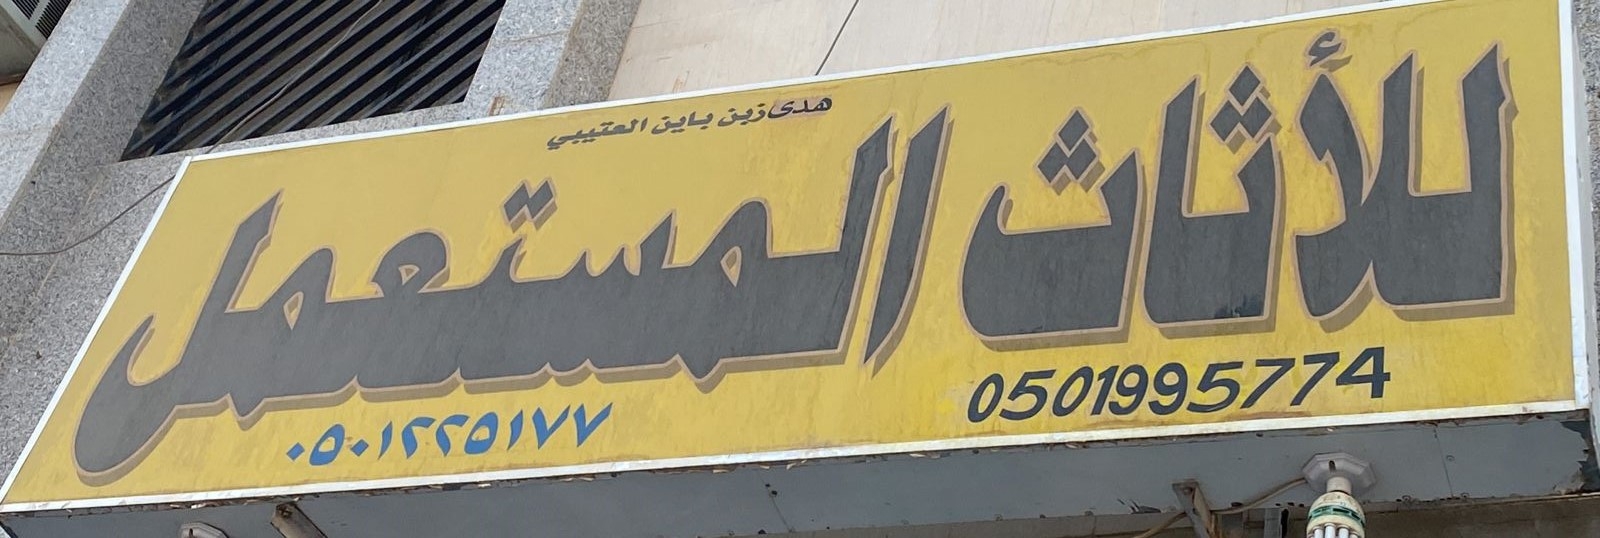 هدى زبن باين العتيبي
للأثاث المستعمل
0501995774
٠٥٠١٢٢٥١٧٧